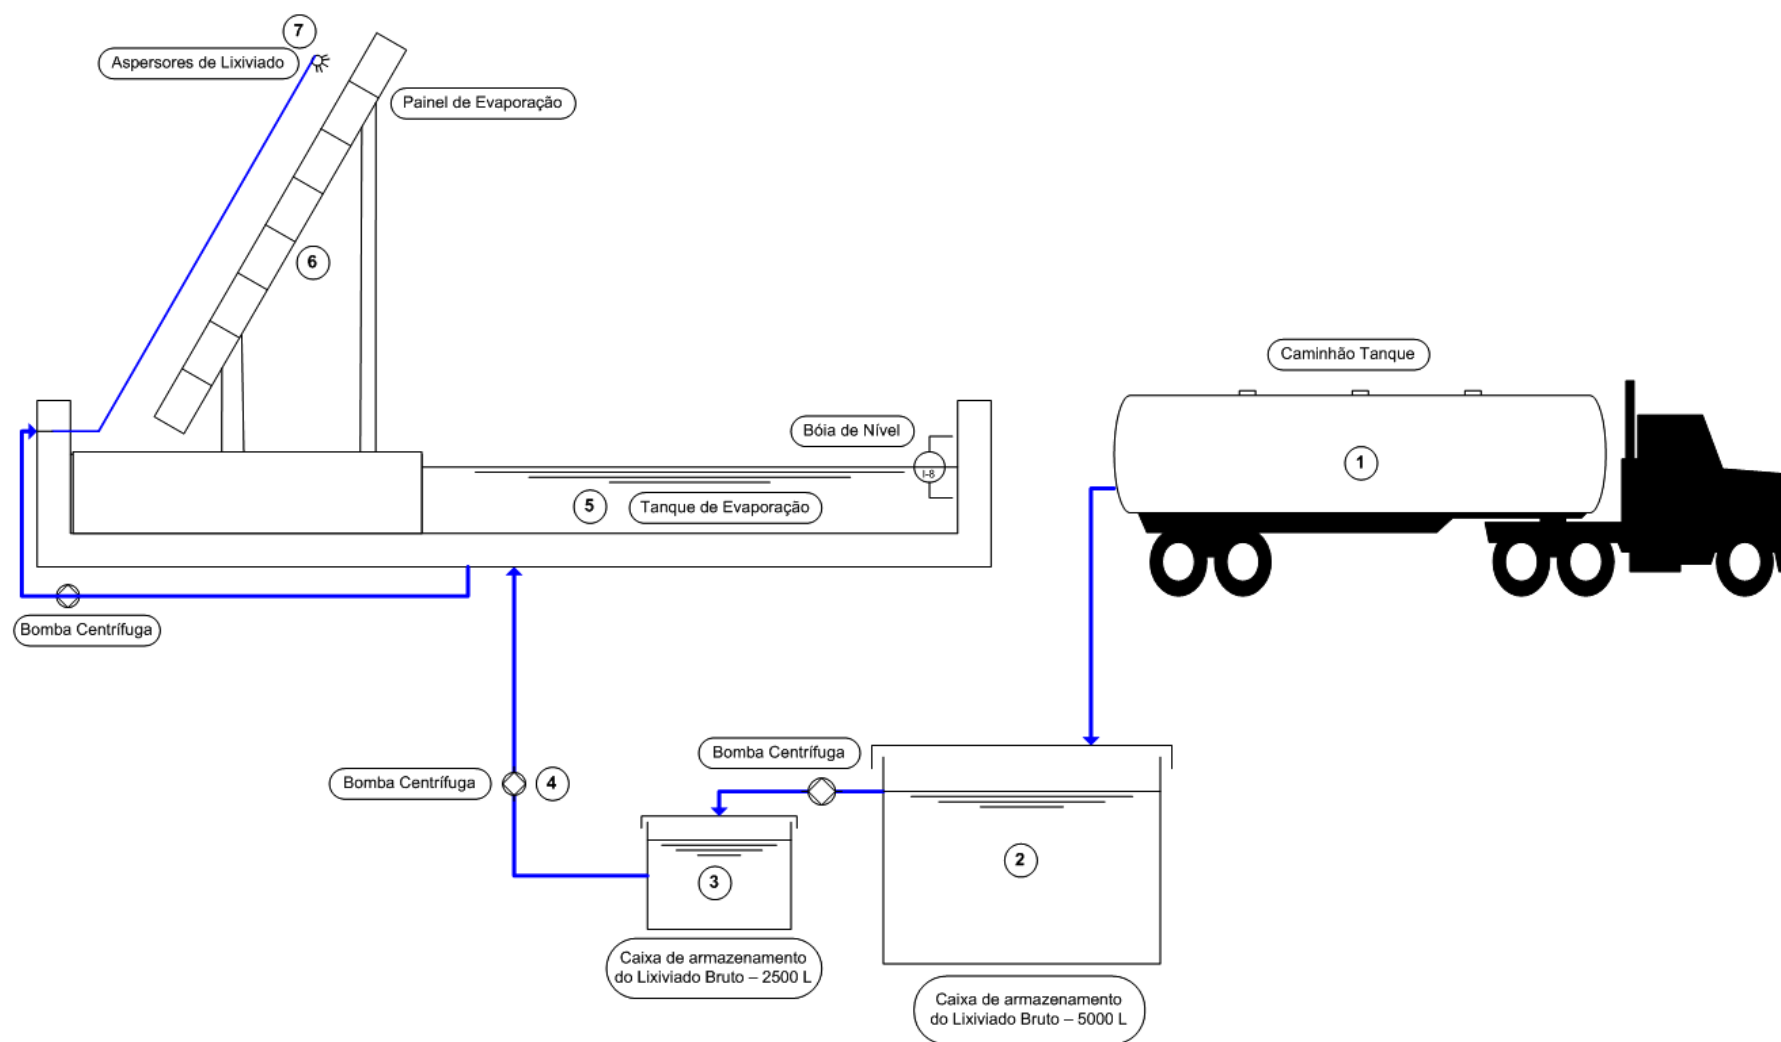 7
Aspersores de Lixiviado
Painel de Evaporação
6
Caminhão Tanque
Bóia de Nível
1
I-8
5
Tanque de Evaporação
Bomba Centrífuga
Bomba Centrífuga
Bomba Centrífuga
4
2
3
Caixa de armazenamento
do Lixiviado Bruto – 2500 L
Caixa de armazenamento
do Lixiviado Bruto – 5000 L